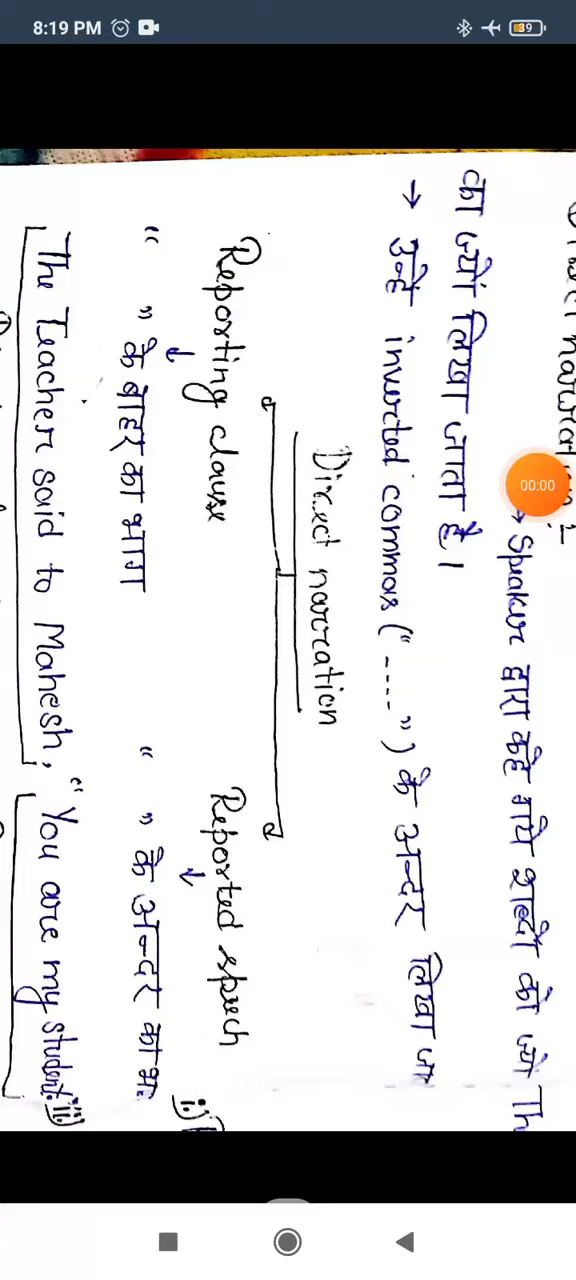 8:19 PM
39
00:00
→ Speaker द्वारा कहे गये शब्दो को ज्यो
का ज्यों लिखा जाता है।
→ उन्हे inverted commas ("----") के अन्दर लिखा
Direct narration
Reporting clause Reported speech
↓ ↓
" " के बाहर का भाग " " के अन्दर का
The Teacher said to Mahesh, "You are my student."